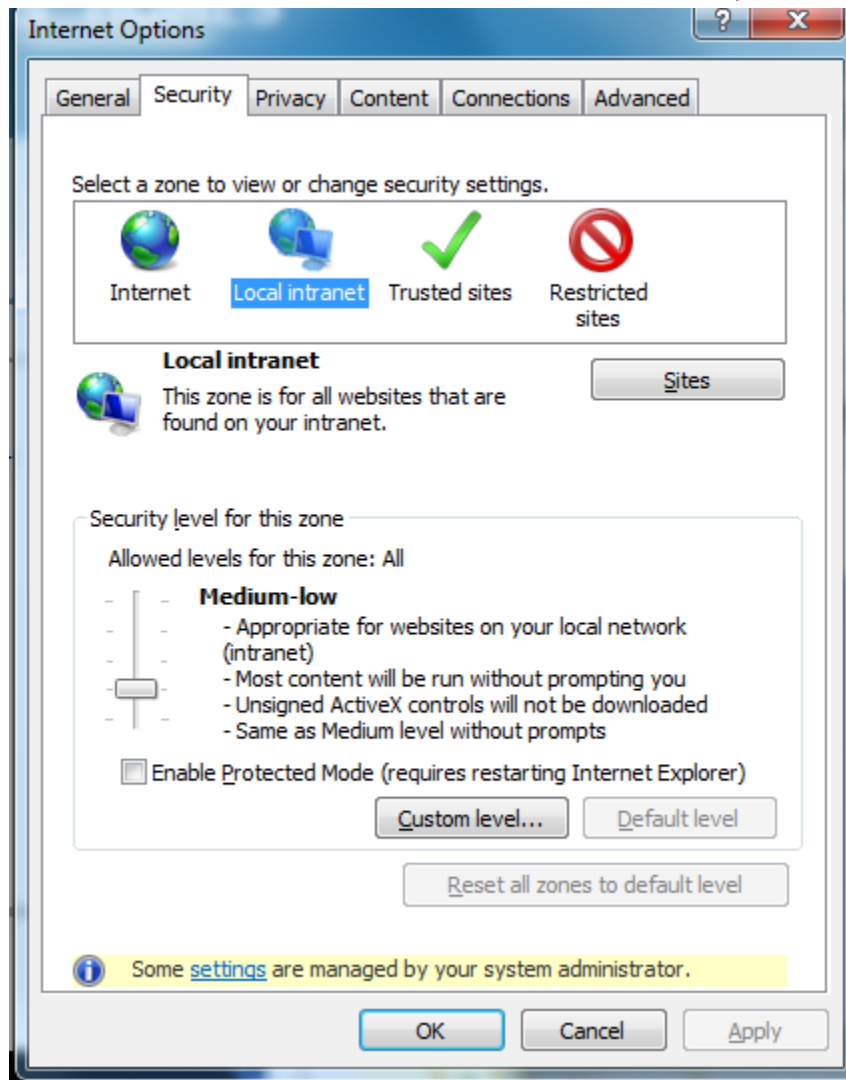 Internet Options
?
X
General Security Privacy Content Connections Advanced
Select a zone to view or change security settings.
Internet Local intranet Trusted sites Restricted
sites
Local intranet
This zone is for all websites that are
found on your intranet.
Sites
Security level for this zone
Allowed levels for this zone: All
Medium-low
- Appropriate for websites on your local network
(intranet)
- Most content will be run without prompting you
- Unsigned ActiveX controls will not be downloaded
- Same as Medium level without prompts
Enable Protected Mode (requires restarting Internet Explorer)
Custom level... Default level
Reset all zones to default level
Some settings are managed by your system administrator.
OK Cancel Apply